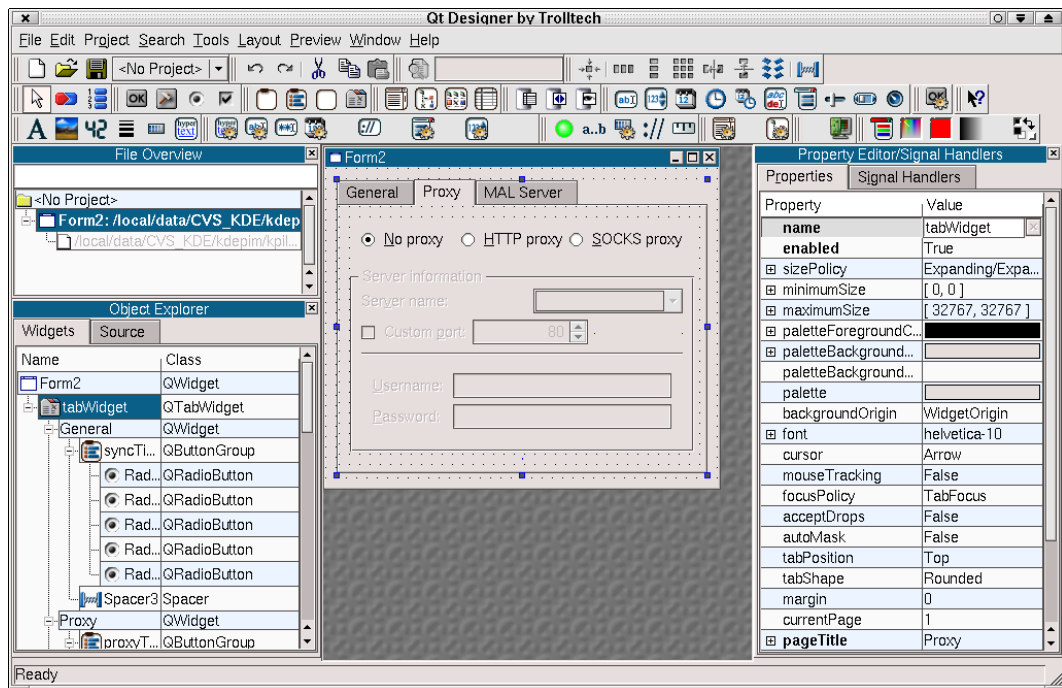 Qt Designer by Trolltech
File Edit Project Search Tools Layout Preview Window Help
<No Project>
File Overview
<No Project>
Form2: /local/data/CVS_KDE/kdep
/local/data/CVS_KDE/kdepim/kpil...
Object Explorer
Widgets Source
Name Class
Form2 QWidget
tabWidget QTabWidget
General QWidget
syncTi... QButtonGroup
Rad... QRadioButton
Rad... QRadioButton
Rad... QRadioButton
Rad... QRadioButton
Rad... QRadioButton
Spacer3 Spacer
Proxy QWidget
proxyT... QButtonGroup
Form2
General Proxy MAL Server
No proxy HTTP proxy SOCKS proxy
Server information
Server name:
Custom port: 80
Username:
Password:
Property Editor/Signal Handlers
Properties Signal Handlers
Property Value
name tabWidget
enabled True
sizePolicy Expanding/Expa...
minimumSize [ 0, 0 ]
maximumSize [ 32767, 32767 ]
paletteForegroundC...
paletteBackground...
paletteBackground...
palette
backgroundOrigin WidgetOrigin
font helvetica-10
cursor Arrow
mouseTracking False
focusPolicy TabFocus
acceptDrops False
autoMask False
tabPosition Top
tabShape Rounded
margin 0
currentPage 1
pageTitle Proxy
Ready